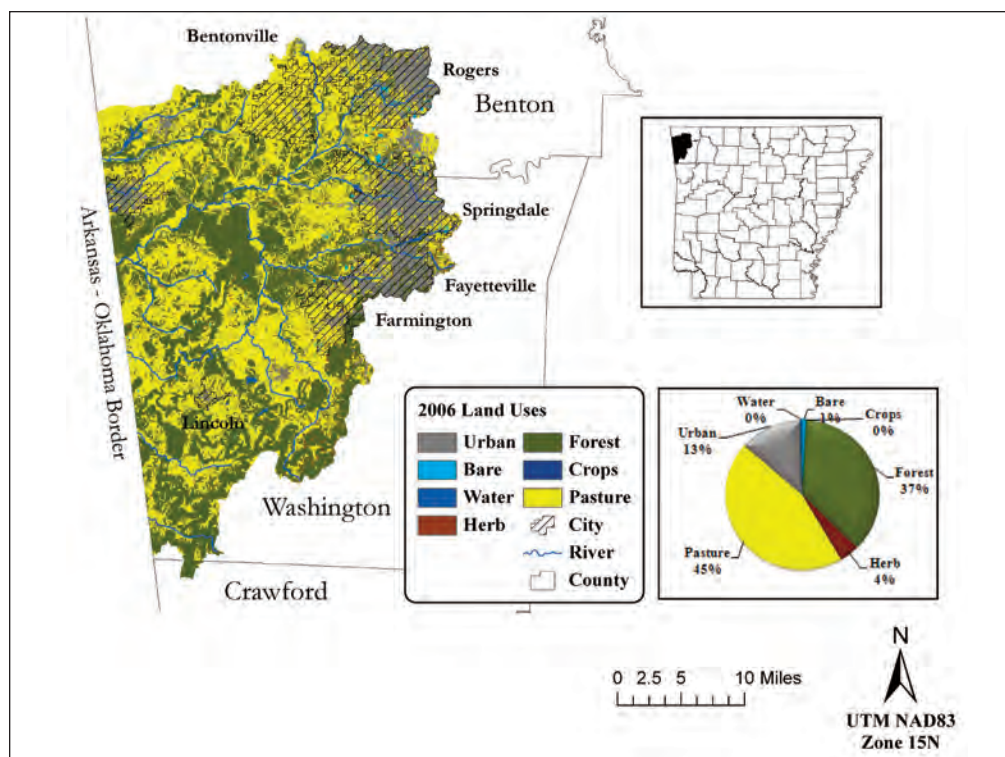 Bentonville
Rogers
Benton
Springdale
Fayetteville
Farmington
Arkansas - Oklahoma Border
Lincoln
Washington
Crawford
2006 Land Uses
Urban
Forest
Bare
Crops
Water
Pasture
Herb
City
River
County
Water
0%
Bare
1%
Crops
0%
Urban
13%
Forest
37%
Pasture
45%
Herb
4%
0 2.5 5 10 Miles
N
UTM NAD83
Zone 15N